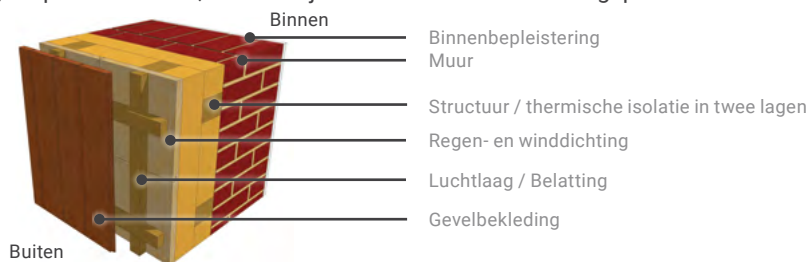 Binnen
Binnenbepleistering
Muur
Structuur / thermische isolatie in twee lagen
Regen- en winddichting
Luchtlaag / Belatting
Gevelbekleding
Buiten